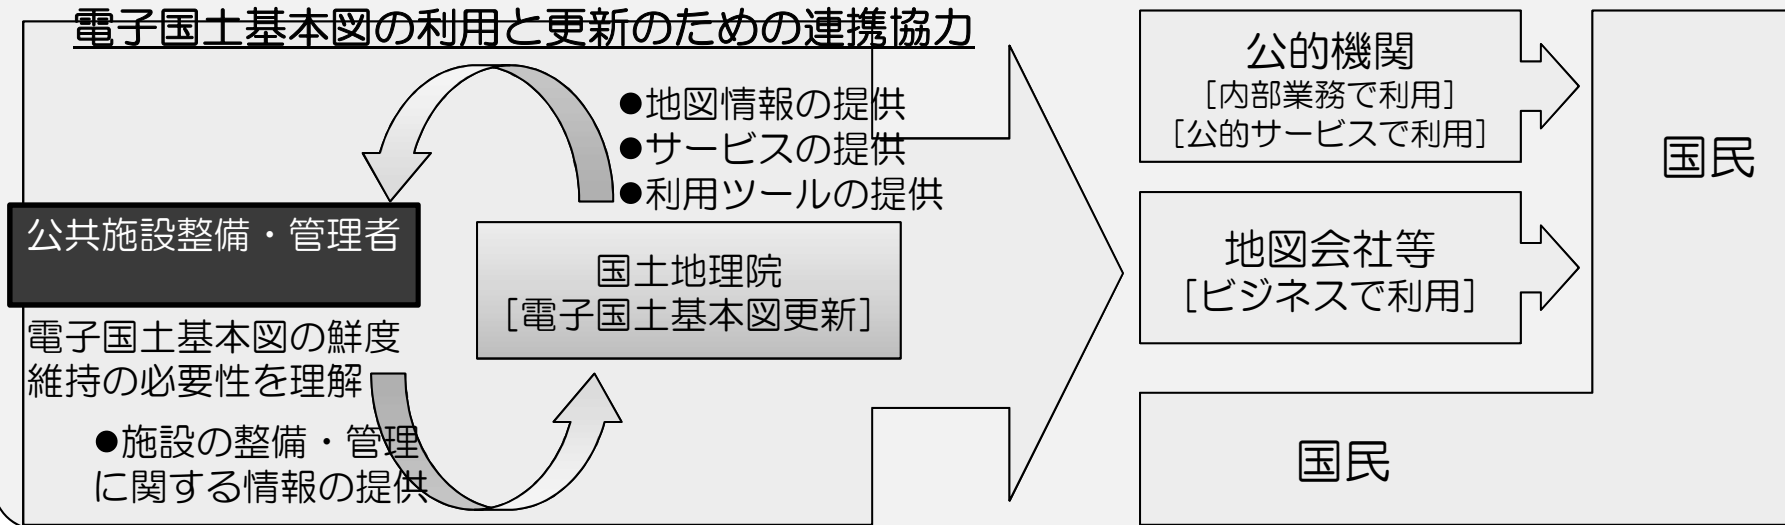 電子国土基本図の利用と更新のための連携協力
●地図情報の提供
●サービスの提供
●利用ツールの提供
公共施設整備・管理者
国土地理院
[電子国土基本図更新]
電子国土基本図の鮮度
維持の必要性を理解
●施設の整備・管理
に関する情報の提供
公的機関
[内部業務で利用]
[公的サービスで利用]
地図会社等
[ビジネスで利用]
国民
国民